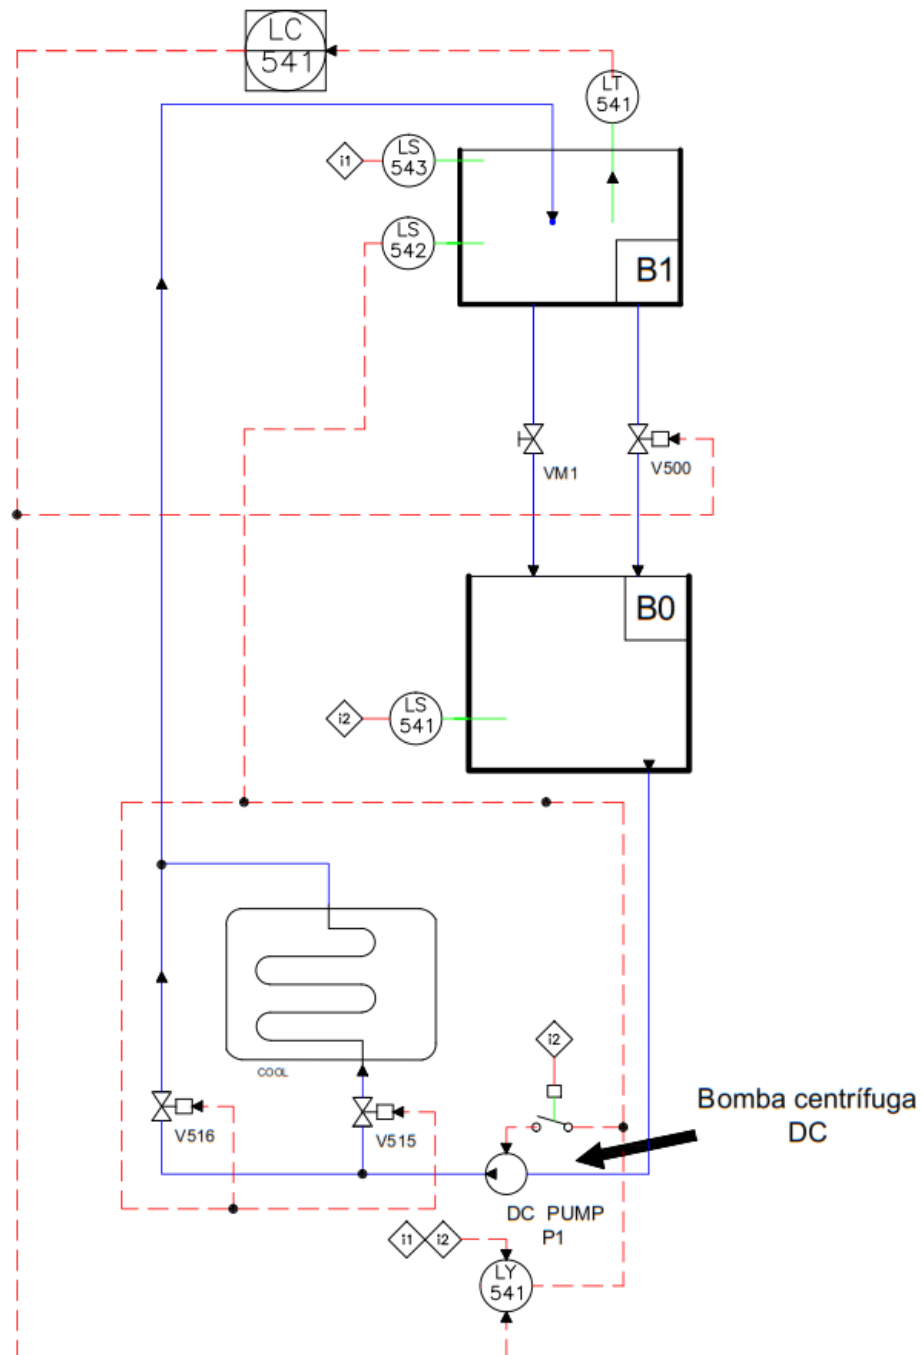 LC
541
LT
541
i1
LS
543
LS
542
B1
VM1
V500
B0
i2
LS
541
COOL
i2
Bomba centrífuga
DC
V516
V515
DC PUMP
P1
i1
i2
LY
541